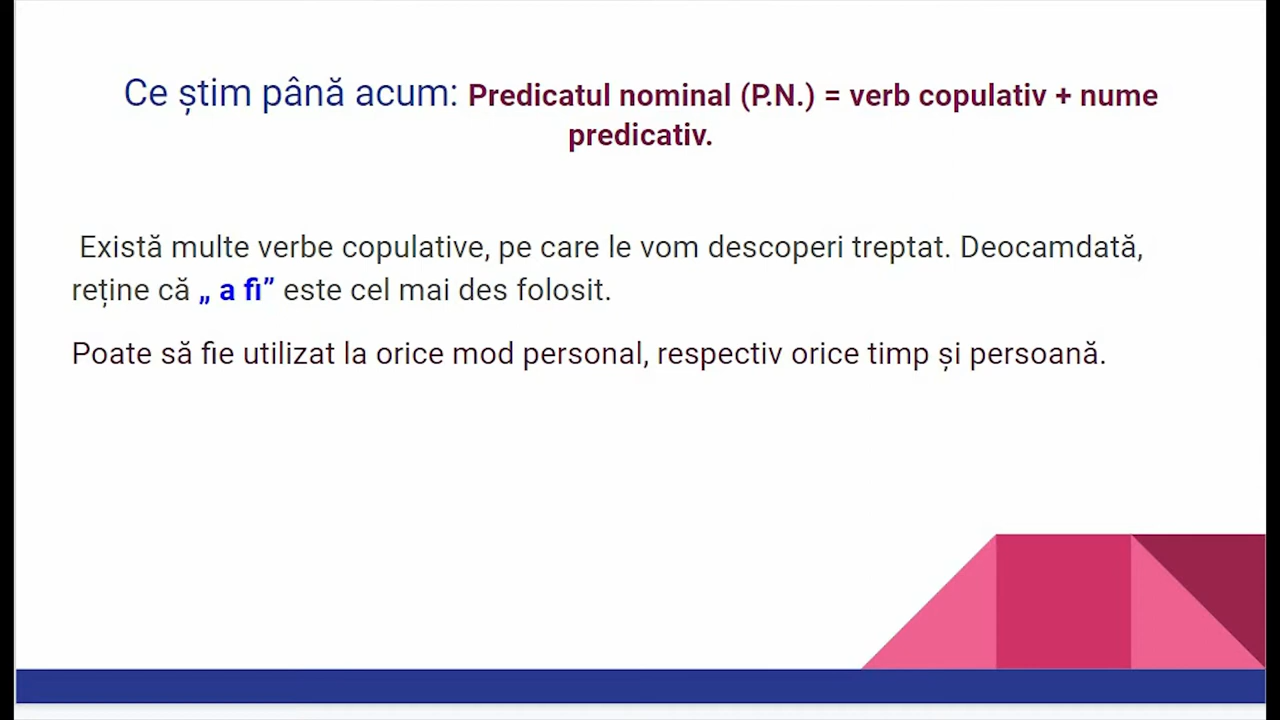 Ce știm până acum: Predicatul nominal (P.N.) = verb copulativ + nume
predicativ.
Există multe verbe copulative, pe care le vom descoperi treptat. Deocamdată,
reține că „ a fi” este cel mai des folosit.
Poate să fie utilizat la orice mod personal, respectiv orice timp și persoană.